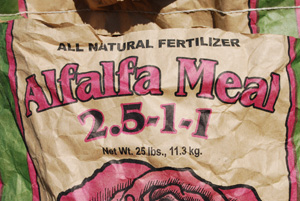 ALL NATURAL FERTILIZER
Alfalfa Meal
2.5-1-1
Net Wt. 25 lbs., 11.3 kg.